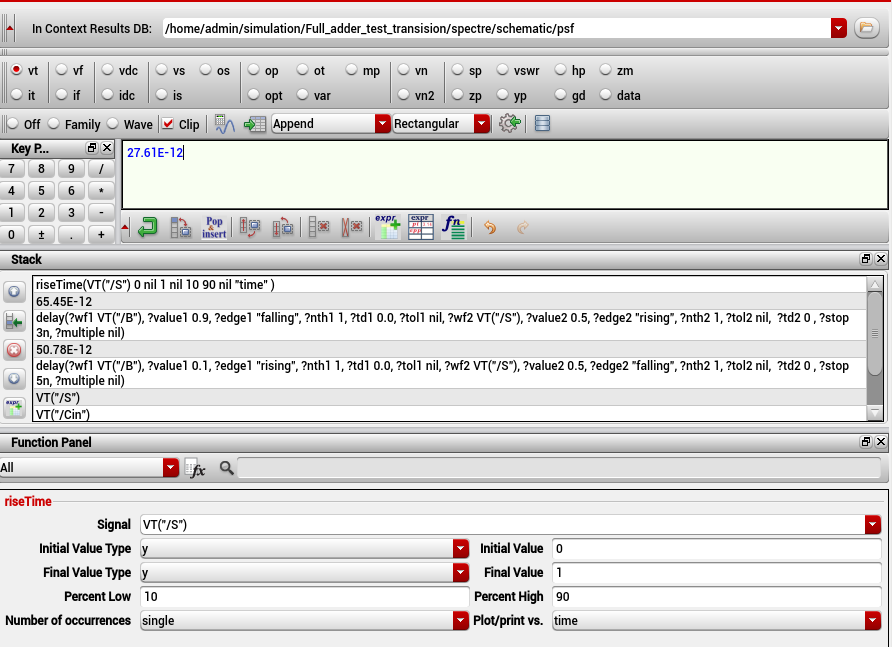 In Context Results DB: /home/admin/simulation/Full_adder_test_transision/spectre/schematic/psf
vt vf vdc vs os op ot mp vn sp vswr hp zm
it if idc is opt var vn2 zp yp gd data
Off Family Wave Clip Append Rectangular
Key P...
7 8 9 /
4 5 6 *
1 2 3 -
0 ± . +
27.61E-12
Pop & insert
expr
expr
fn
Stack
riseTime(VT("/S") 0 nil 1 nil 10 90 nil "time" )
65.45E-12
delay(?wf1 VT("/B"), ?value1 0.9, ?edge1 "falling", ?nth1 1, ?td1 0.0, ?tol1 nil, ?wf2 VT("/S"), ?value2 0.5, ?edge2 "rising", ?nth2 1, ?tol2 nil, ?td2 0 , ?stop
3n, ?multiple nil)
50.78E-12
delay(?wf1 VT("/B"), ?value1 0.1, ?edge1 "rising", ?nth1 1, ?td1 0.0, ?tol1 nil, ?wf2 VT("/S"), ?value2 0.5, ?edge2 "falling", ?nth2 1, ?tol2 nil, ?td2 0 , ?stop
5n, ?multiple nil)
VT("/S")
VT("/Cin")
expr
Function Panel
All
fx
riseTime
Signal VT("/S")
Initial Value Type y Initial Value 0
Final Value Type y Final Value 1
Percent Low 10 Percent High 90
Number of occurrences single Plot/print vs. time